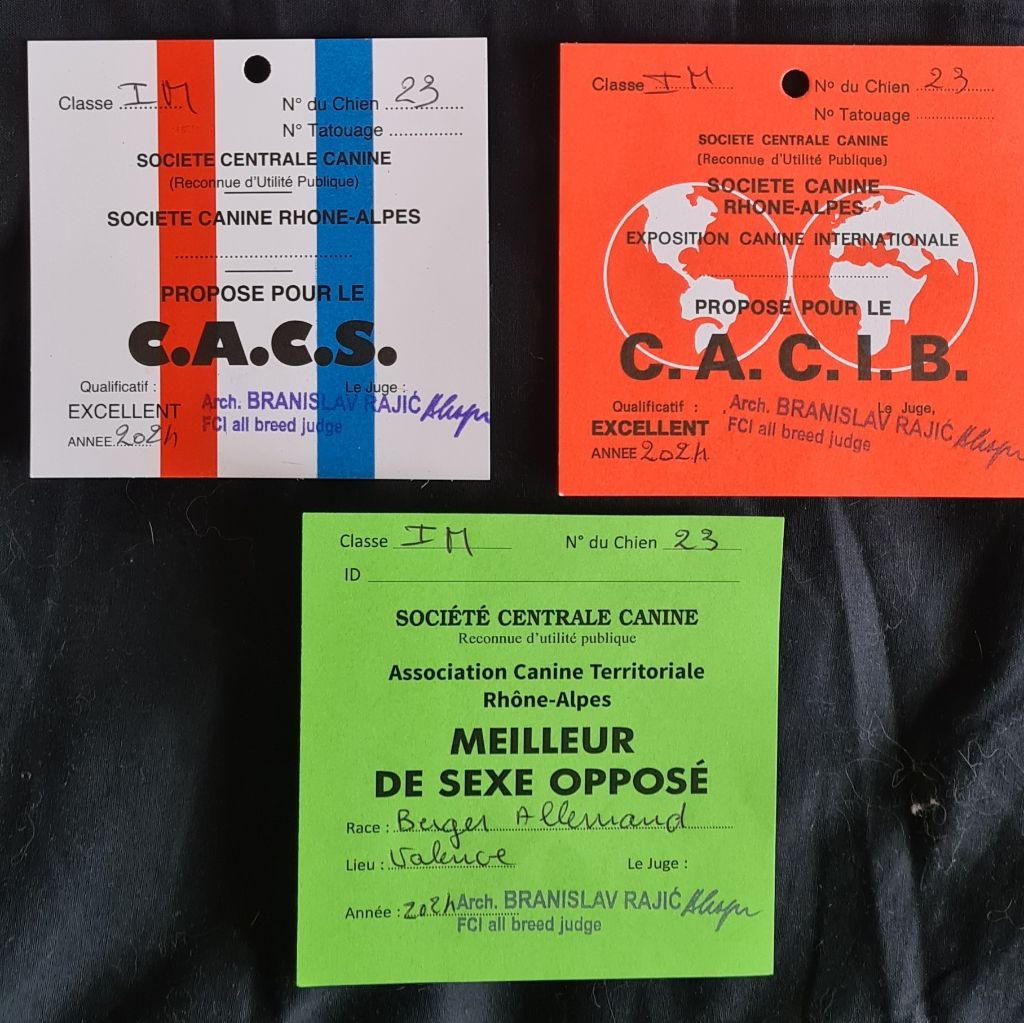 Classe IM N° du Chien 23
N° Tatouage
SOCIETE CENTRALE CANINE
(Reconnue d'Utilité Publique)
SOCIETE CANINE RHONE-ALPES
PROPOSE POUR LE
C.A.C.S.
Qualificatif : Le Juge :
EXCELLENT Arch. BRANISLAV RAJIĆ
FCI all breed judge
ANNEE 2024
Classe IM No du Chien 23
No Tatouage
SOCIETE CENTRALE CANINE
(Reconnue d'Utilité Publique)
SOCIETE CANINE
RHONE-ALPES
EXPOSITION CANINE INTERNATIONALE
PROPOSE POUR LE
C.A.C.I.B.
Qualificatif : Le Juge,
EXCELLENT Arch. BRANISLAV RAJIĆ
FCI all breed judge
ANNEE 2024
Classe IM N° du Chien 23
ID
SOCIÉTÉ CENTRALE CANINE
Reconnue d'utilité publique
Association Canine Territoriale
Rhône-Alpes
MEILLEUR
DE SEXE OPPOSÉ
Race : Berger Allemand
Lieu : Valence Le Juge :
Année : 2024 Arch. BRANISLAV RAJIĆ
FCI all breed judge